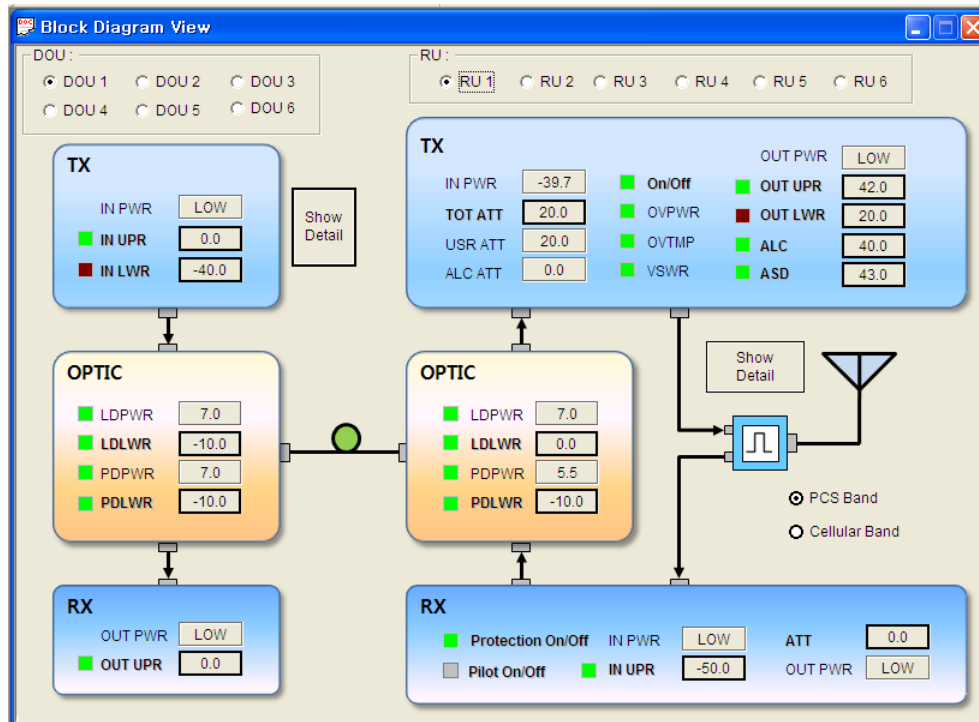 Block Diagram View
DOU :
DOU 1 DOU 2 DOU 3
DOU 4 DOU 5 DOU 6
RU :
RU 1 RU 2 RU 3 RU 4 RU 5 RU 6
TX
IN PWR LOW
IN UPR 0.0
IN LWR -40.0
Show
Detail
TX
IN PWR -39.7
TOT ATT 20.0
USR ATT 20.0
ALC ATT 0.0
On/Off
OVPWR
OVTMP
VSWR
OUT PWR LOW
OUT UPR 42.0
OUT LWR 20.0
ALC 40.0
ASD 43.0
OPTIC
LDPWR 7.0
LDLWR -10.0
PDPWR 7.0
PDLWR -10.0
OPTIC
LDPWR 7.0
LDLWR 0.0
PDPWR 5.5
PDLWR -10.0
Show
Detail
PCS Band
Cellular Band
RX
OUT PWR LOW
OUT UPR 0.0
RX
Protection On/Off IN PWR LOW ATT 0.0
Pilot On/Off IN UPR -50.0 OUT PWR LOW